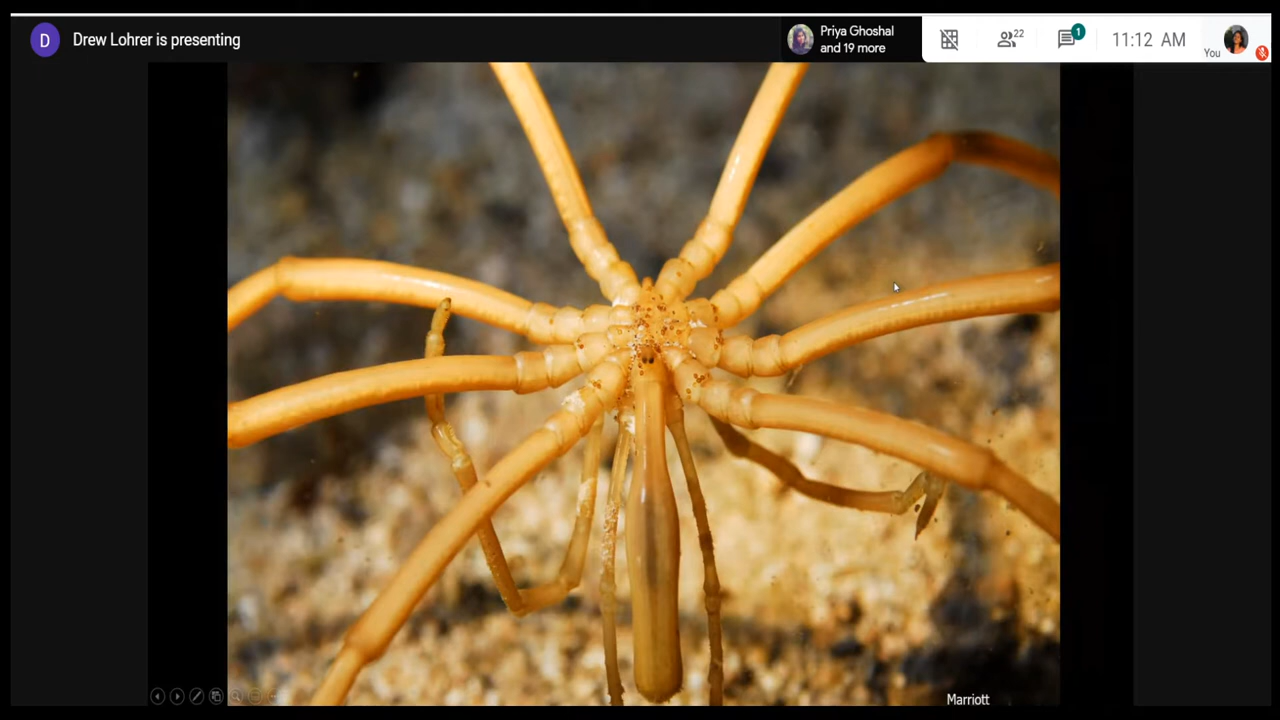 D
Drew Lohrer is presenting
Priya Ghoshal
and 19 more
22
1
11:12 AM
You
Marriott